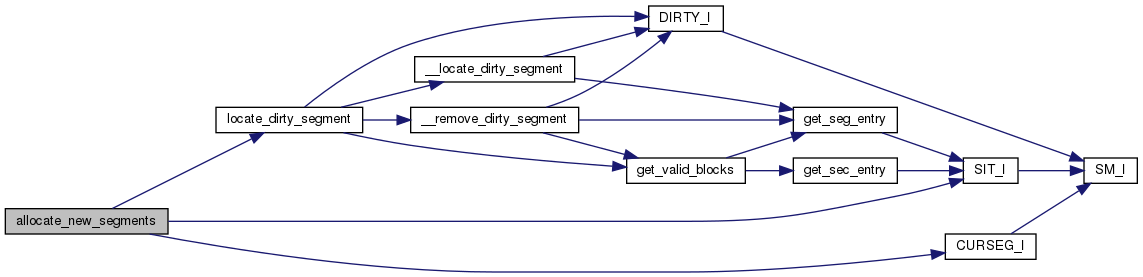 DIRTY_I
__locate_dirty_segment
locate_dirty_segment
__remove_dirty_segment
get_seg_entry
get_valid_blocks
get_sec_entry
SIT_I
SM_I
allocate_new_segments
CURSEG_I